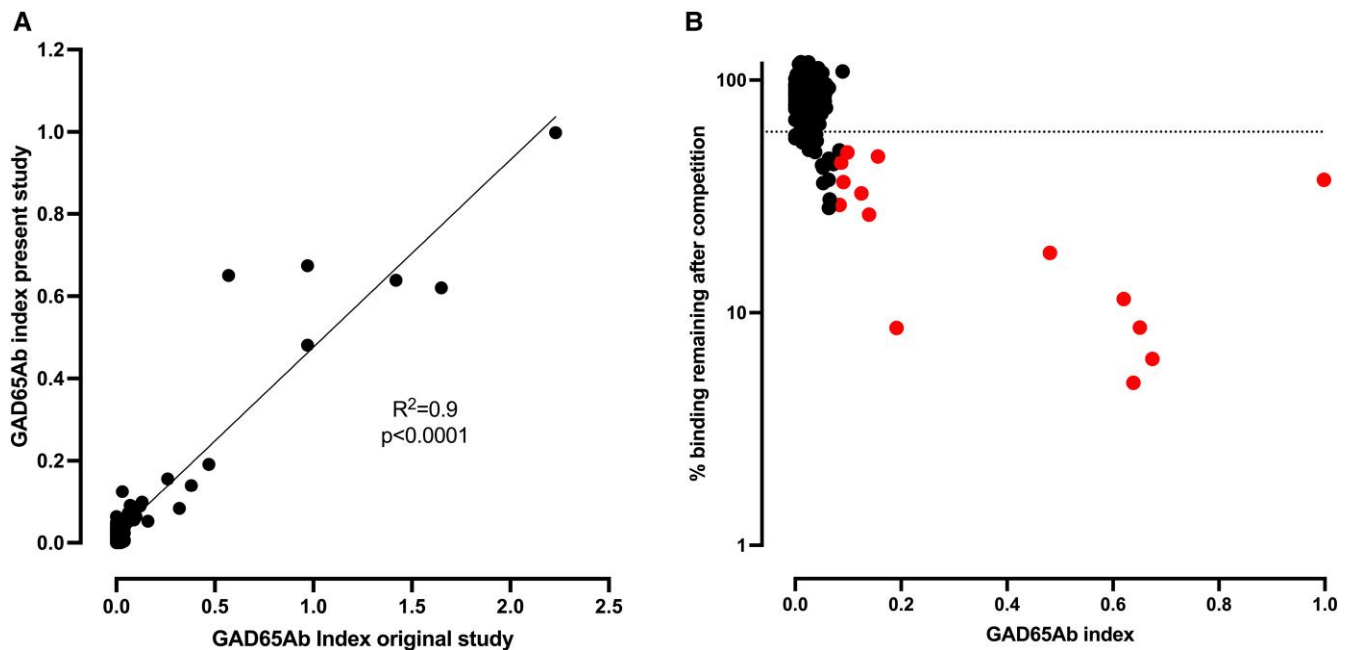 A
GAD65Ab index present study
1.2
1.0
0.8
0.6
0.4
0.2
0.0
R²=0.9
p<0.0001
0.0 0.5 1.0 1.5 2.0 2.5
GAD65Ab Index original study
B
% binding remaining after competition
100
10
1
0.0 0.2 0.4 0.6 0.8 1.0
GAD65Ab index